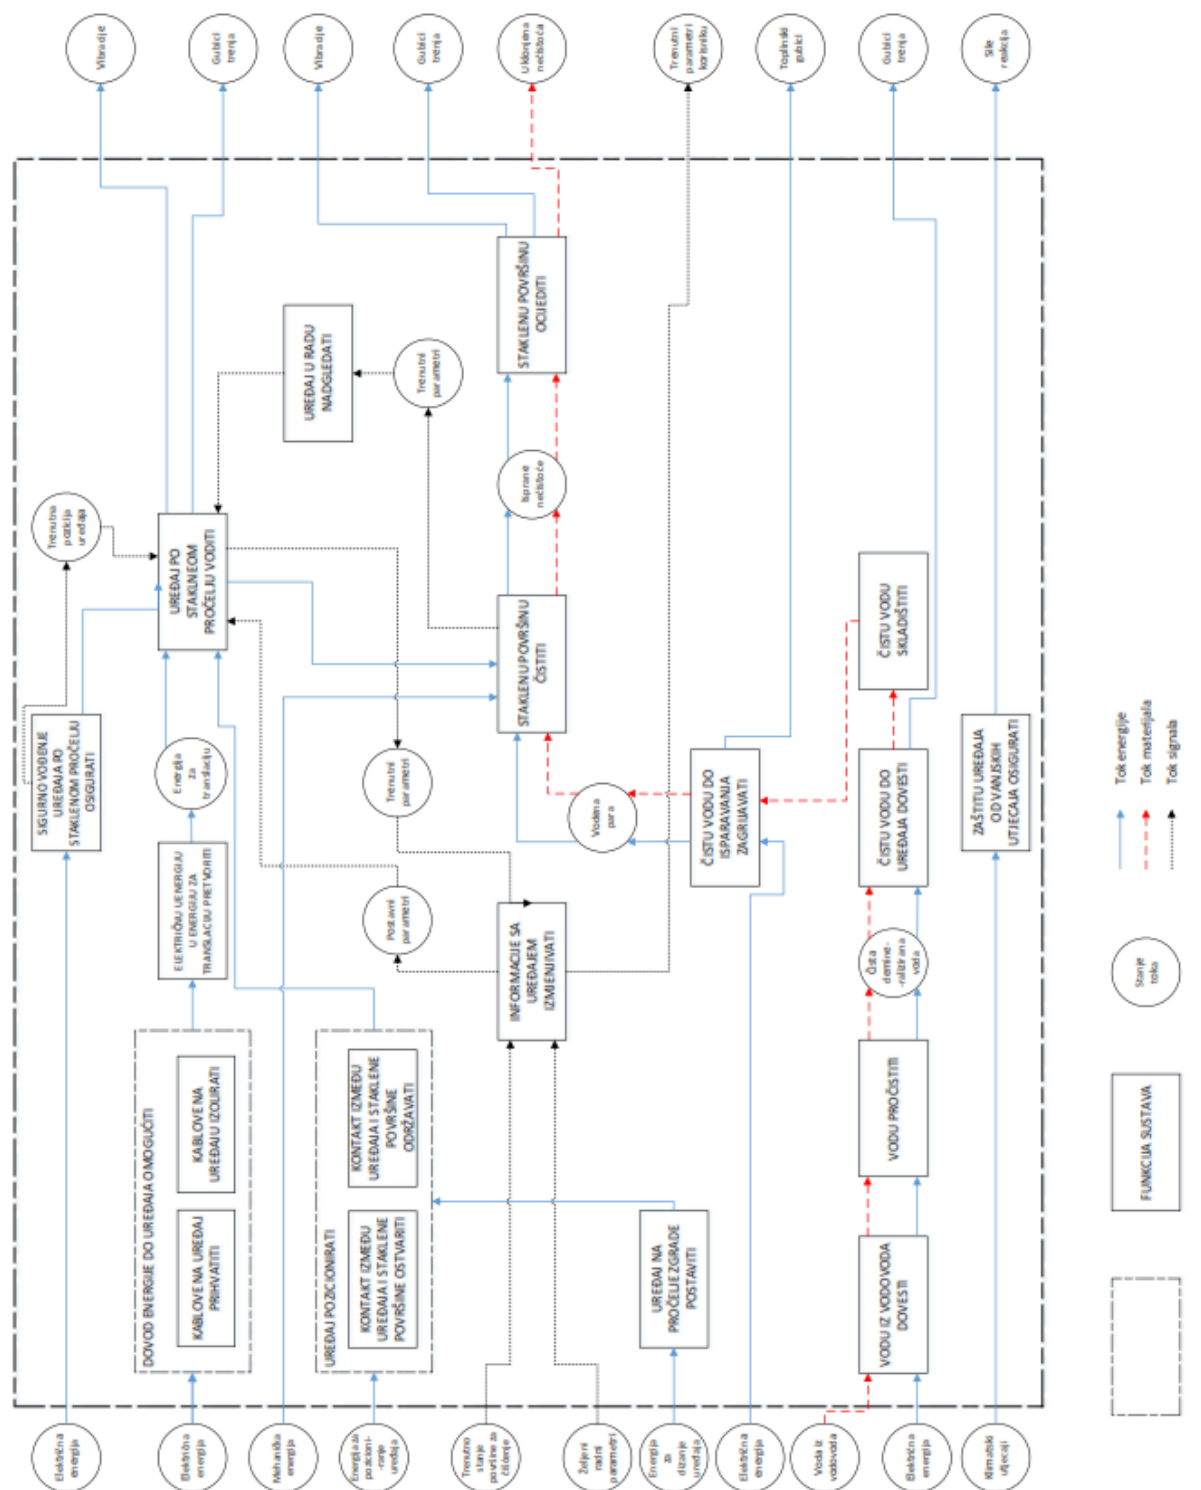 Električna
energija
Električna
energija
Mehanička
energija
Energija za
pozicioni-
-ranje
uređaja
Trenutno
stanje
površine za
čišćenje
Željeni
radni
parametri
Energija
za
dizanje
uređaja
Električna
energija
Voda iz
vodovoda
Električna
energija
Klimatski
utjecaji
DOVOD ENERGIJE DO UREĐAJA OMOGUĆITI
KABLOVE NA UREĐAJ
PRIHVATITI
KABLOVE NA
UREĐAJU IZOLIRATI
UREĐAJ POZICIONIRATI
KONTAKT IZMEĐU
UREĐAJA I STAKLENE
POVRŠINE OSTVARITI
KONTAKT IZMEĐU
UREĐAJA I STAKLENE
POVRŠINE
ODRŽAVATI
UREĐAJ NA
PROČELJE ZGRADE
POSTAVITI
VODU IZ VODOVODA
DOVESTI
VODU PROČISTITI
Čista
demine-
-ralizirana
voda
ELEKTRIČNU ENERGIJU
U ENERGIJU ZA
TRANSLACIJU PRETVORITI
Energija
za
translaciju
SIGURNO VOĐENJE
UREĐAJA PO
STAKLENOM PROČELJU
OSIGURATI
INFORMACIJE SA
UREĐAJEM
IZMJENJIVATI
Postavni
parametri
Trenutni
parametri
Vodena
para
ČISTU VODU DO
ISPARAVANJA
ZAGRIJAVATI
ČISTU VODU DO
UREĐAJA DOVESTI
ČISTU VODU
SKLADIŠTITI
ZAŠTITU UREĐAJA
OD VANJSKIH
UTJECAJA OSIGURATI
Trenutna
pozicija
uređaja
UREĐAJ PO
STAKLNEOM
PROČELJU VODITI
STAKLENU POVRŠINU
ČISTITI
Isprane
nečistoće
Trenutni
parametri
UREĐAJ U RADU
NADGLEDATI
STAKLENU POVRŠINU
OCIJEDITI
Vibracije
Gubici
trenja
Vibracije
Gubici
trenja
Uklonjena
nečistoća
Trenutni
parametri
korisniku
Toplinski
gubici
Gubici
trenja
Sile
reakcija
FUNKCIJA SUSTAVA
Stanje
toka
Tok energije
Tok materijala
Tok signala